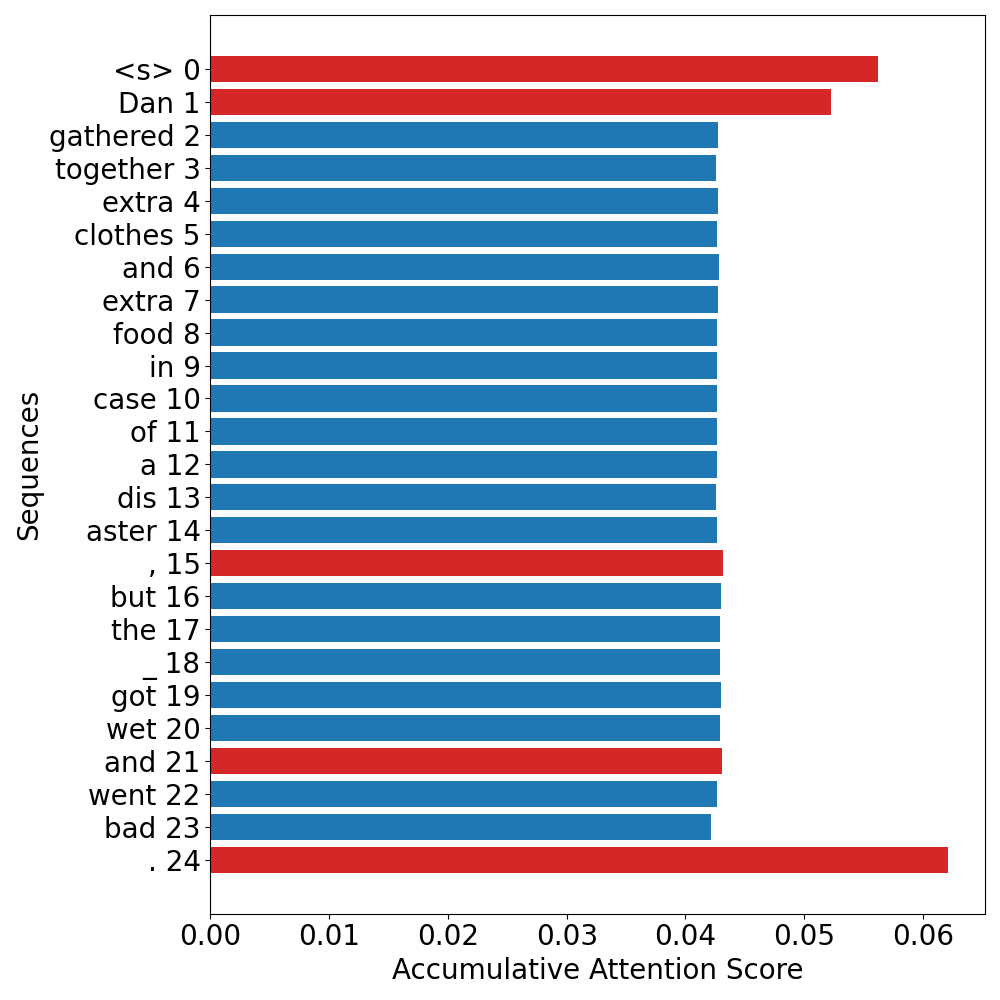 <s> 0
Dan 1
gathered 2
together 3
extra 4
clothes 5
and 6
extra 7
food 8
in 9
case 10
of 11
a 12
dis 13
aster 14
, 15
but 16
the 17
_ 18
got 19
wet 20
and 21
went 22
bad 23
. 24
Sequences
0.00 0.01 0.02 0.03 0.04 0.05 0.06
Accumulative Attention Score